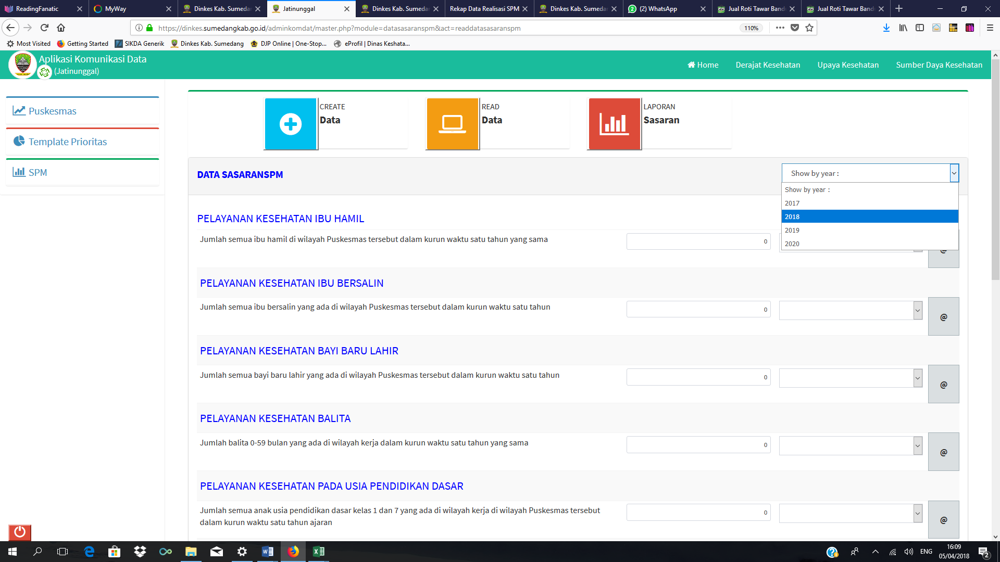 ReadingFanatic
MyWay
Dinkes Kab. Sumeda
Jatinunggal
Dinkes Kab. Sumeda
Rekap Data Realisasi SPM
Dinkes Kab. Sumeda
(2) WhatsApp
Jual Roti Tawar Band
Jual Roti Tawar Band
https://dinkes.sumedangkab.go.id/adminkomdat/master.php?module=datasasaranspm&act=readdatasasaranspm
110%
Most Visited
Getting Started
SIKDA Generik
Dinkes Kab. Sumedang
DJP Online | One-Stop...
eProfil | Dinas Keshata...
Aplikasi Komunikasi Data
(Jatinunggal)
Home
Derajat Kesehatan
Upaya Kesehatan
Sumber Daya Kesehatan
Puskesmas
Template Prioritas
SPM
CREATE
Data
READ
Data
LAPORAN
Sasaran
DATA SASARANSPM
Show by year :
Show by year :
2017
2018
2019
2020
PELAYANAN KESEHATAN IBU HAMIL
Jumlah semua ibu hamil di wilayah Puskesmas tersebut dalam kurun waktu satu tahun yang sama
0
@
PELAYANAN KESEHATAN IBU BERSALIN
Jumlah semua ibu bersalin yang ada di wilayah Puskesmas tersebut dalam kurun waktu satu tahun
0
@
PELAYANAN KESEHATAN BAYI BARU LAHIR
Jumlah semua bayi baru lahir yang ada di wilayah Puskesmas tersebut dalam kurun waktu satu tahun
0
@
PELAYANAN KESEHATAN BALITA
Jumlah balita 0-59 bulan yang ada di wilayah kerja dalam kurun waktu satu tahun yang sama
0
@
PELAYANAN KESEHATAN PADA USIA PENDIDIKAN DASAR
Jumlah semua anak usia pendidikan dasar kelas 1 dan 7 yang ada di wilayah kerja di wilayah Puskesmas tersebut
dalam kurun waktu satu tahun ajaran
0
@
ENG
16:09
05/04/2018
2